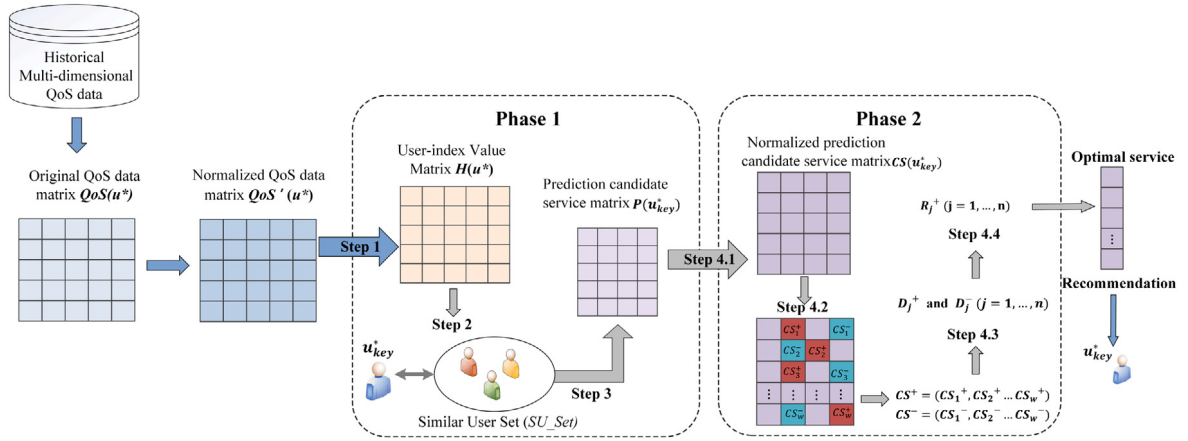 Historical
Multi-dimensional
QoS data
Original QoS data
matrix QoS(u*)
Normalized QoS data
matrix QoS'(u*)
Phase 1
Step 1
User-index Value
Matrix H(u*)
Step 2
u*key
Similar User Set (SU_Set)
Step 3
Prediction candidate
service matrix P(u*key)
Phase 2
Step 4.1
Normalized prediction
candidate service matrix CS(u*key)
Step 4.2
CS₁⁺ CS₁⁻
CS₂⁻ CS₂⁺
CS₃⁺ CS₃⁻
⋮ ⋮ ⋮ ⋮
CSw⁻ CSw⁺
CS⁺ = (CS₁⁺, CS₂⁺ … CSw⁺)
CS⁻ = (CS₁⁻, CS₂⁻ … CSw⁻)
Step 4.3
Dj⁺ and Dj⁻ (j = 1, … , n)
Step 4.4
Rj⁺ (j = 1, … , n)
Optimal service
⋮
Recommendation
u*key